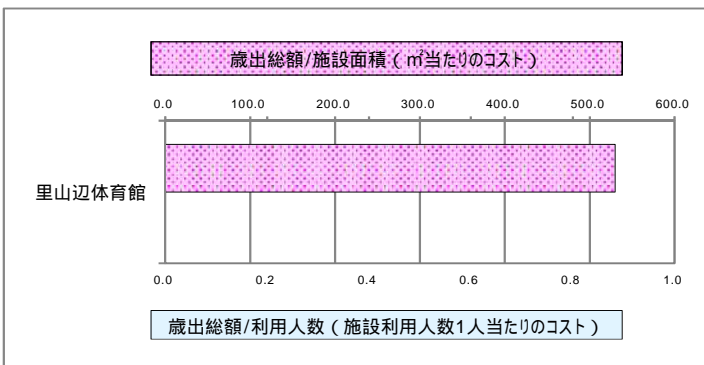 歳出総額/施設面積（㎡当たりのコスト）
0.0 100.0 200.0 300.0 400.0 500.0 600.0
里山辺体育館
0.0 0.2 0.4 0.6 0.8 1.0
歳出総額/利用人数（施設利用人数1人当たりのコスト）